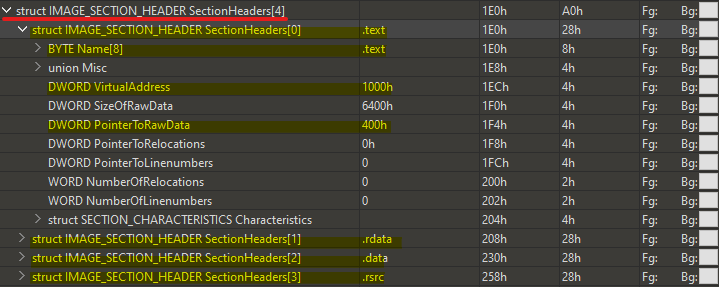 struct IMAGE_SECTION_HEADER SectionHeaders[4] 1E0h A0h Fg: Bg:
struct IMAGE_SECTION_HEADER SectionHeaders[0] .text 1E0h 28h Fg: Bg:
BYTE Name[8] .text 1E0h 8h Fg: Bg:
union Misc 1E8h 4h Fg: Bg:
DWORD VirtualAddress 1000h 1ECh 4h Fg: Bg:
DWORD SizeOfRawData 6400h 1F0h 4h Fg: Bg:
DWORD PointerToRawData 400h 1F4h 4h Fg: Bg:
DWORD PointerToRelocations 0h 1F8h 4h Fg: Bg:
DWORD PointerToLinenumbers 0 1FCh 4h Fg: Bg:
WORD NumberOfRelocations 0 200h 2h Fg: Bg:
WORD NumberOfLinenumbers 0 202h 2h Fg: Bg:
struct SECTION_CHARACTERISTICS Characteristics 204h 4h Fg: Bg:
struct IMAGE_SECTION_HEADER SectionHeaders[1] .rdata 208h 28h Fg: Bg:
struct IMAGE_SECTION_HEADER SectionHeaders[2] .data 230h 28h Fg: Bg:
struct IMAGE_SECTION_HEADER SectionHeaders[3] .rsrc 258h 28h Fg: Bg: